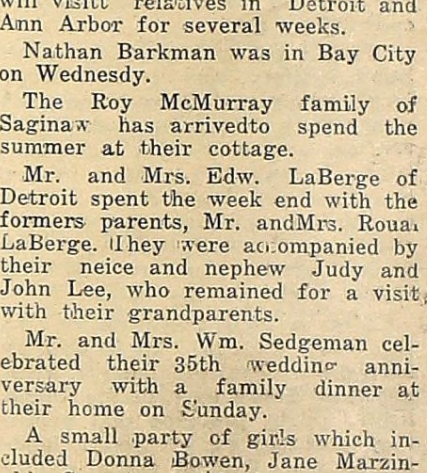 will visitt relatives in Detroit and
Ann Arbor for several weeks.
Nathan Barkman was in Bay City
on Wednesdy.
The Roy McMurray family of
Saginaw has arrivedto spend the
summer at their cottage.
Mr. and Mrs. Edw. LaBerge of
Detroit spent the week end with the
formers parents, Mr. andMrs.
LaBerge. They were accompanied by
their neice and nephew Judy and
John Lee, who remained for a visit
with their grandparents.
Mr. and Mrs. Wm. Sedgeman cel-
ebrated their 35th wedding anni-
versary with a family dinner at
their home on Sunday.
A small party of girls which in-
cluded Donna Bowen, Jane Marzin-